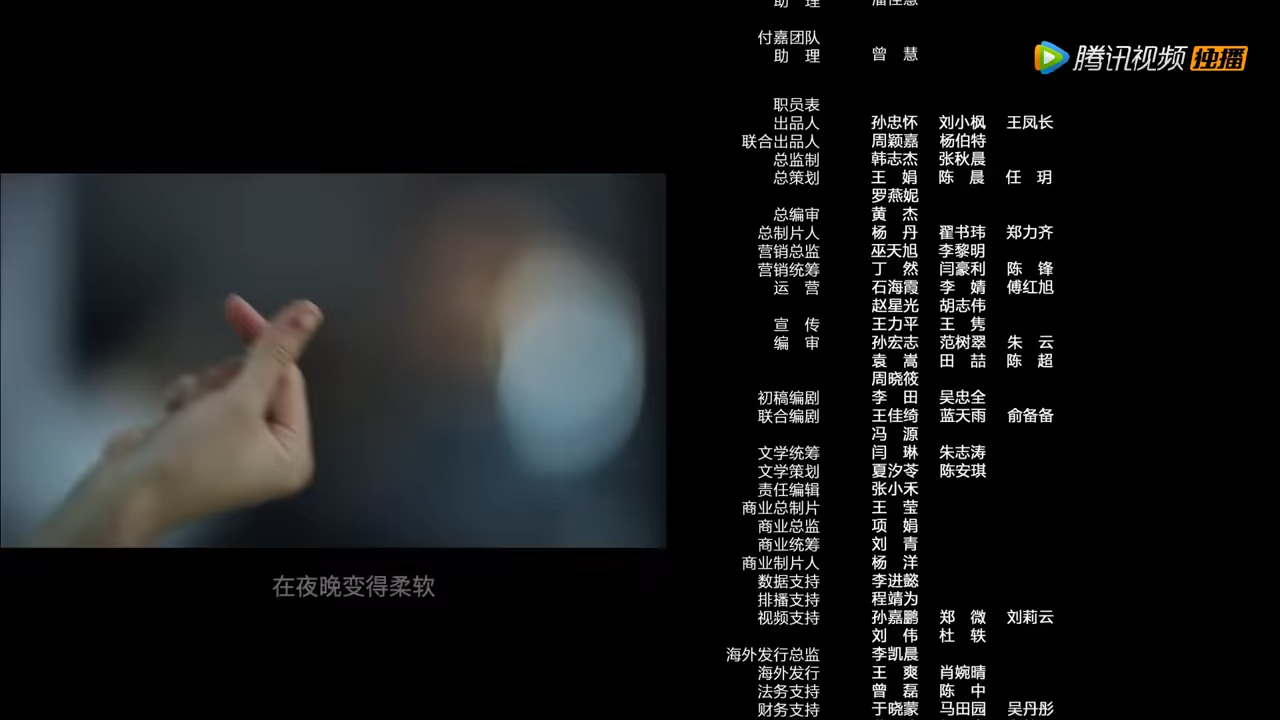 助 理 潘佳慧
付嘉团队
助 理 曾 慧
腾讯视频 独播
职员表
出品人 孙忠怀 刘小枫 王凤长
联合出品人 周颖嘉 杨伯特
总监制 韩志杰 张秋晨
总策划 王 娟 陈 晨 任 玥
罗燕妮
总编审 黄 杰
总制片人 杨 丹 翟书玮 郑力齐
营销总监 巫天旭 李黎明
营销统筹 丁 然 闫豪利 陈 锋
运 营 石海霞 李 婧 傅红旭
赵星光 胡志伟
宣 传 王力平 王 隽
编 审 孙宏志 范树翠 朱 云
袁 嵩 田 喆 陈 超
周晓筱
初稿编剧 李 田 吴忠全
联合编剧 王佳绮 蓝天雨 俞备备
冯 源
文学统筹 闫 琳 朱志涛
文学策划 夏汐苓 陈安琪
责任编辑 张小禾
商业总制片 王 莹
商业总监 项 娟
商业统筹 刘 青
商业制片人 杨 洋
数据支持 李进懿
排播支持 程靖为
视频支持 孙嘉鹏 郑 微 刘莉云
刘 伟 杜 轶
海外发行总监 李凯晨
海外发行 王 爽 肖婉晴
法务支持 曾 磊 陈 中
财务支持 于晓蒙 马田园 吴丹彤
在夜晚变得柔软